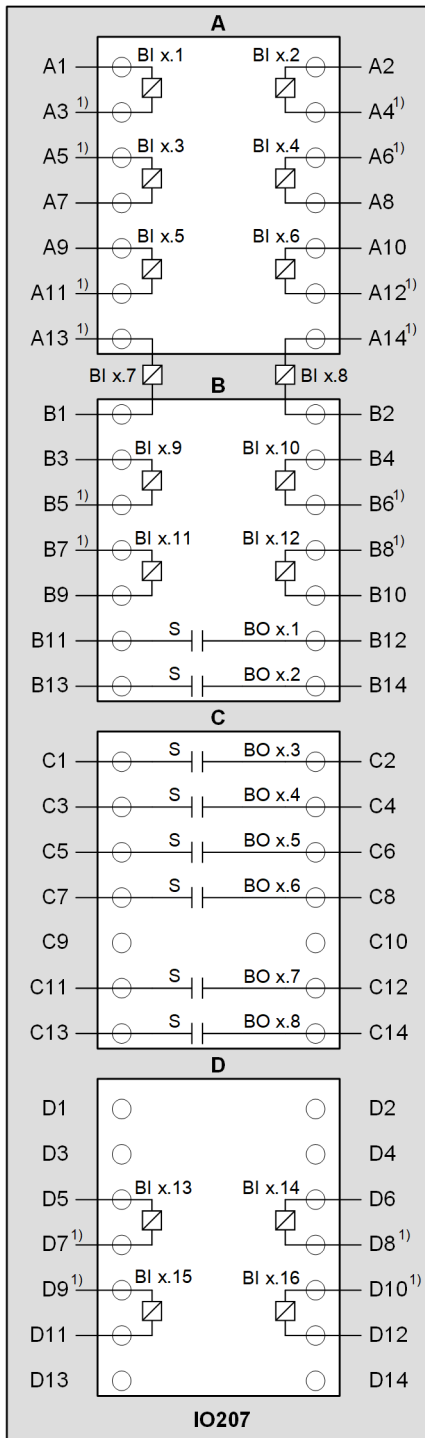 A
A1 BI x.1 BI x.2 A2
A3 1) A4 1)
A5 1) BI x.3 BI x.4 A6 1)
A7 A8
A9 BI x.5 BI x.6 A10
A11 1) A12 1)
A13 1) A14 1)
BI x.7 BI x.8
B
B1 B2
B3 BI x.9 BI x.10 B4
B5 1) B6 1)
B7 1) BI x.11 BI x.12 B8 1)
B9 B10
B11 S BO x.1 B12
B13 S BO x.2 B14
C
C1 S BO x.3 C2
C3 S BO x.4 C4
C5 S BO x.5 C6
C7 S BO x.6 C8
C9 C10
C11 S BO x.7 C12
C13 S BO x.8 C14
D
D1 D2
D3 D4
D5 BI x.13 BI x.14 D6
D7 1) D8 1)
D9 1) BI x.15 BI x.16 D10 1)
D11 D12
D13 D14
IO207